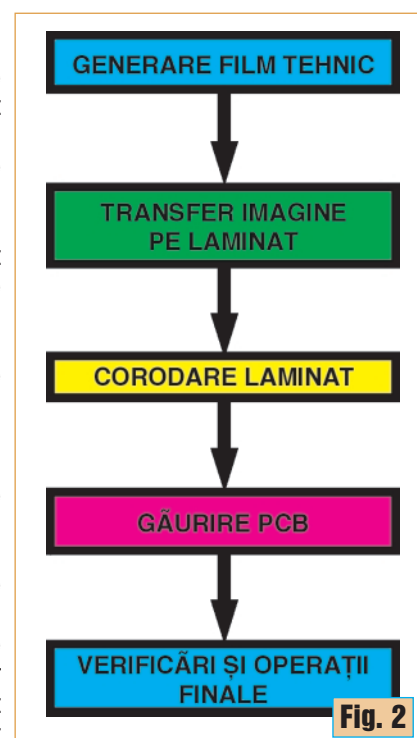 GENERARE FILM TEHNIC
TRANSFER IMAGINE
PE LAMINAT
CORODARE LAMINAT
GÃURIRE PCB
VERIFICÃRI ȘI OPERAȚII
FINALE
Fig. 2